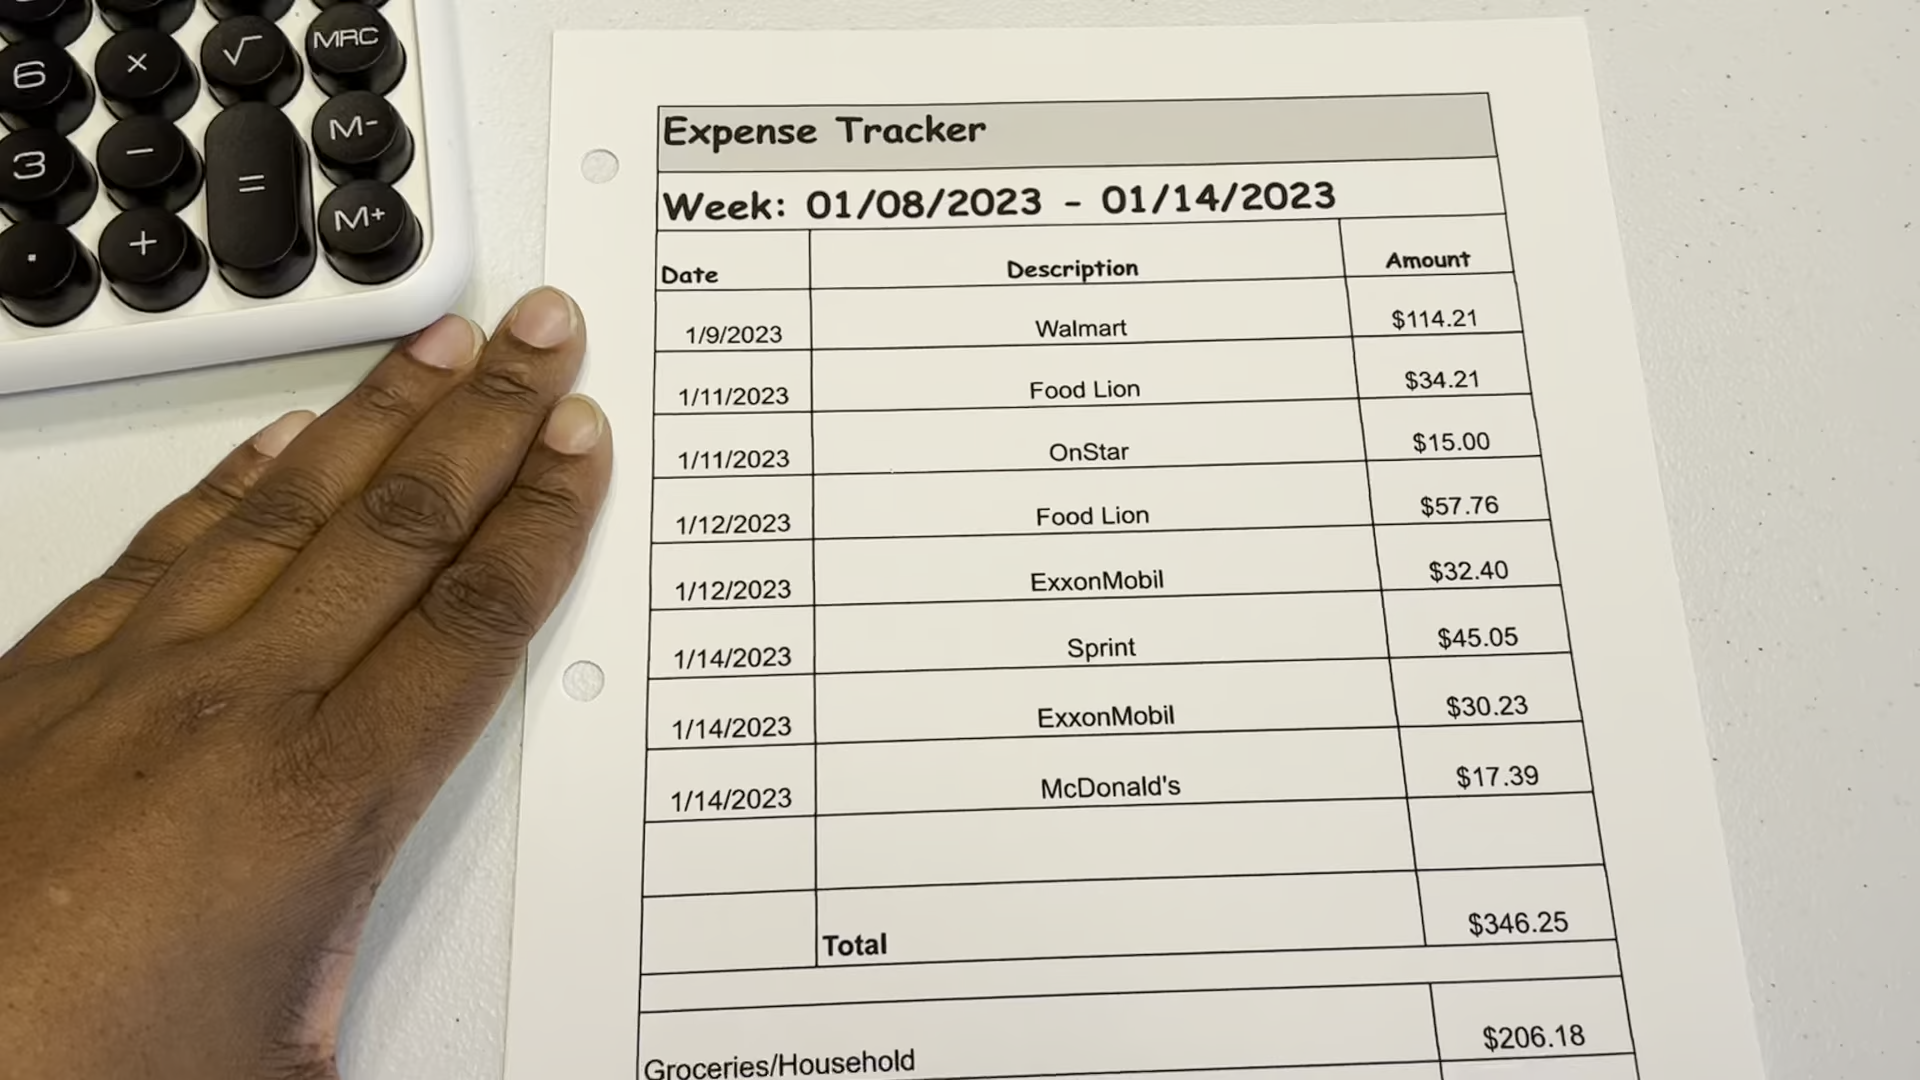 6 × √ MRC
3 − = M-
. + M+
Expense Tracker
Week: 01/08/2023 - 01/14/2023
Date Description Amount
1/9/2023 Walmart $114.21
1/11/2023 Food Lion $34.21
1/11/2023 OnStar $15.00
1/12/2023 Food Lion $57.76
1/12/2023 ExxonMobil $32.40
1/14/2023 Sprint $45.05
1/14/2023 ExxonMobil $30.23
1/14/2023 McDonald's $17.39
Total $346.25
Groceries/Household $206.18